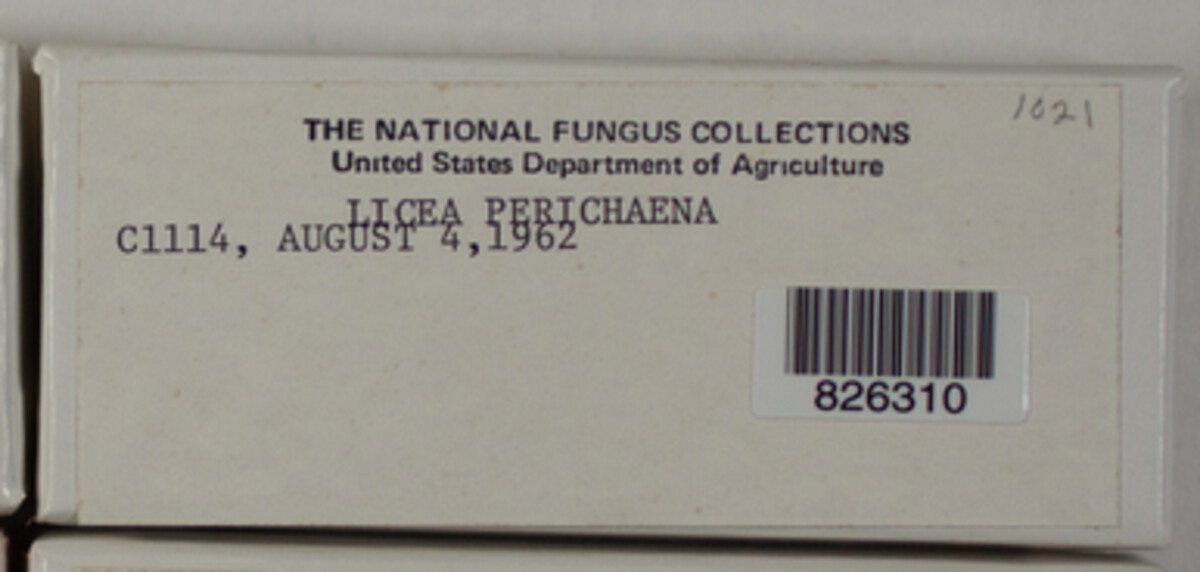 1021
THE NATIONAL FUNGUS COLLECTIONS
United States Department of Agriculture
LICEA PERICHAENA
C1114, AUGUST 4,1962
826310